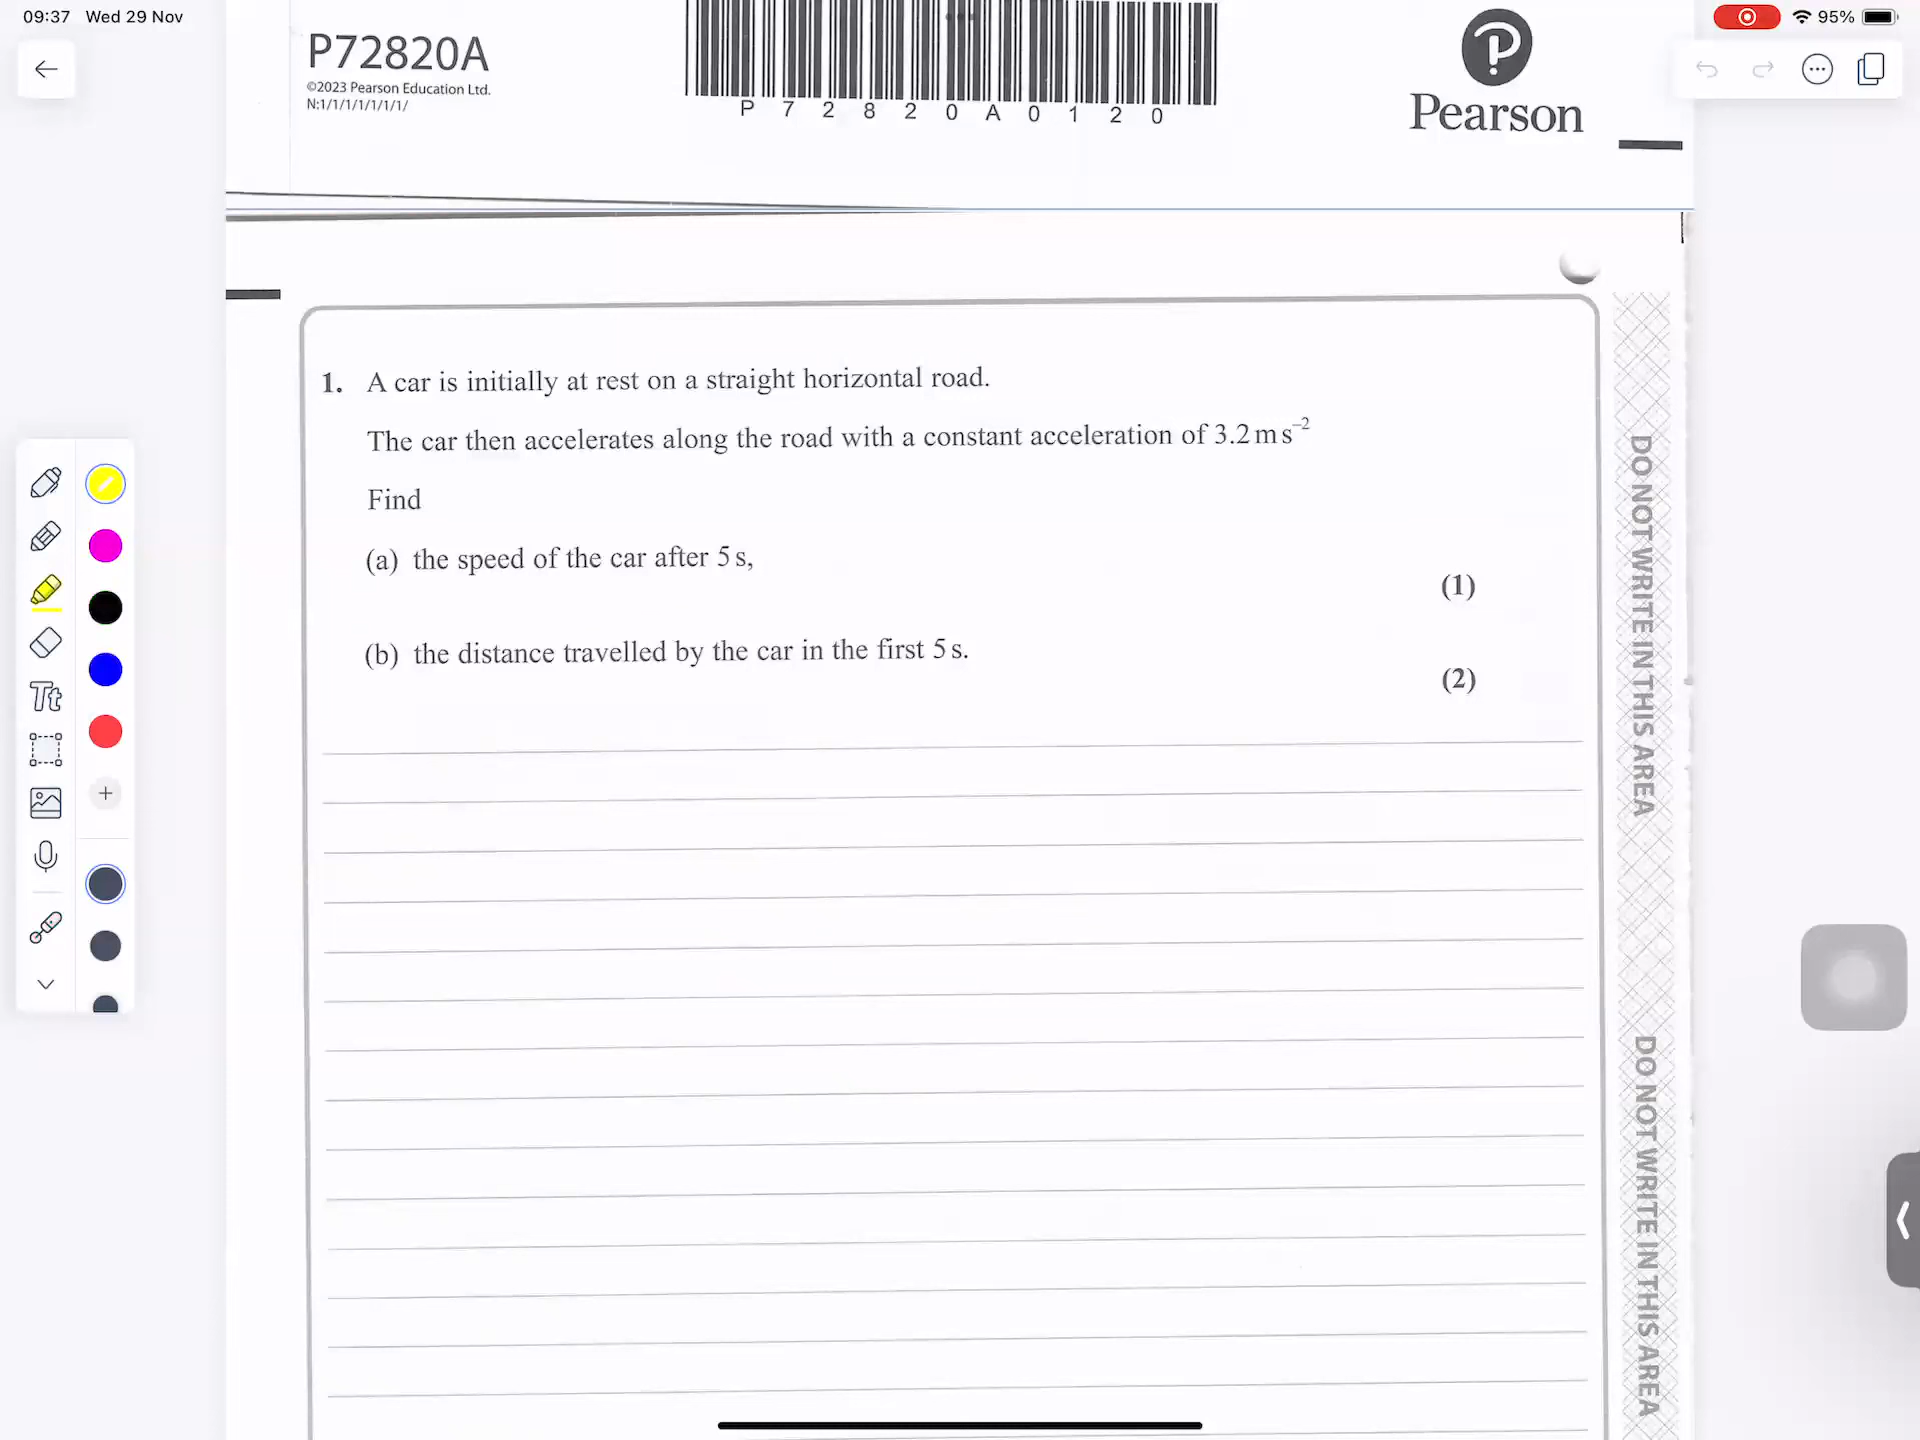 09:37 Wed 29 Nov
95%
P72820A
©2023 Pearson Education Ltd.
N:1/1/1/1/1/1/1/
P 7 2 8 2 0 A 0 1 2 0
Pearson
1. A car is initially at rest on a straight horizontal road.
The car then accelerates along the road with a constant acceleration of 3.2 m s⁻²
Find
(a) the speed of the car after 5 s,
(1)
(b) the distance travelled by the car in the first 5 s.
(2)
DO NOT WRITE IN THIS AREA
DO NOT WRITE IN THIS AREA
Tt